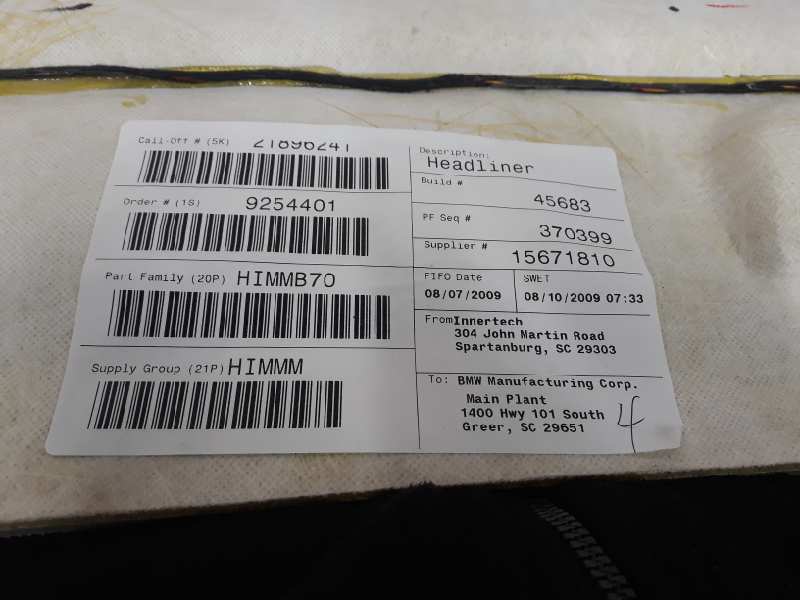 Call-Off # (5K) 21896241
Order # (1S) 9254401
Part Family (20P) HIMMB70
Supply Group (21P) HIMMM
Description:
Headliner
Build #
45683
PF Seq #
370399
Supplier #
15671810
FIFO Date
08/07/2009
SWET
08/10/2009 07:33
From Innertech
304 John Martin Road
Spartanburg, SC 29303
To: BMW Manufacturing Corp.
Main Plant
1400 Hwy 101 South
Greer, SC 29651
4